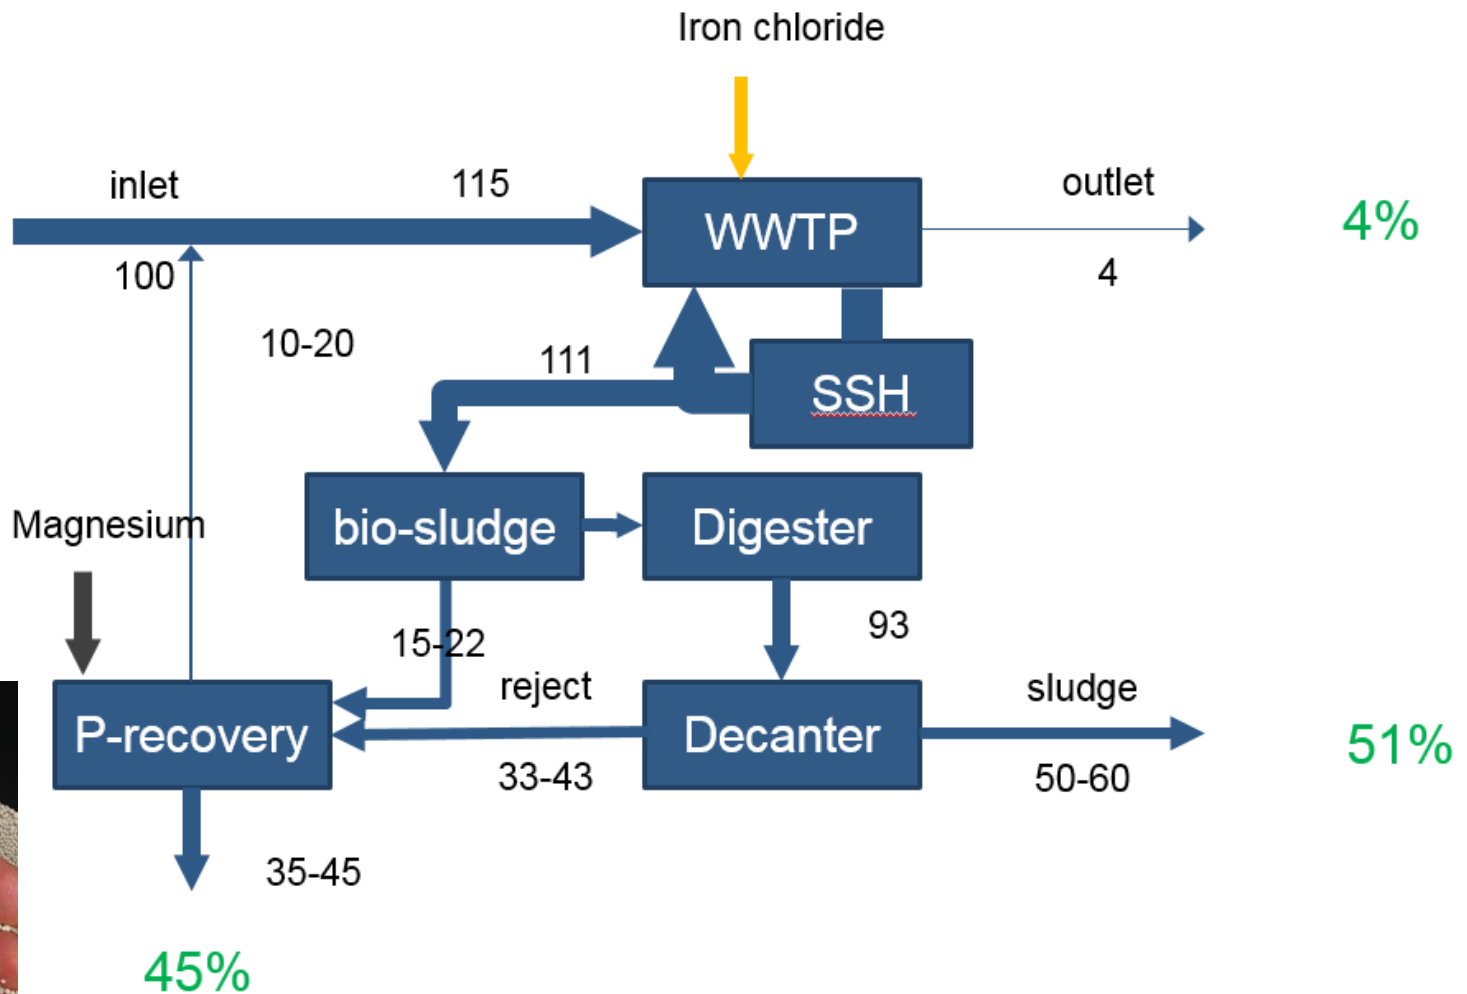 Iron chloride
inlet
115
WWTP
outlet
4%
100
4
10-20
111
SSH
Magnesium
bio-sludge
Digester
15-22
93
reject
sludge
P-recovery
Decanter
51%
33-43
50-60
35-45
45%